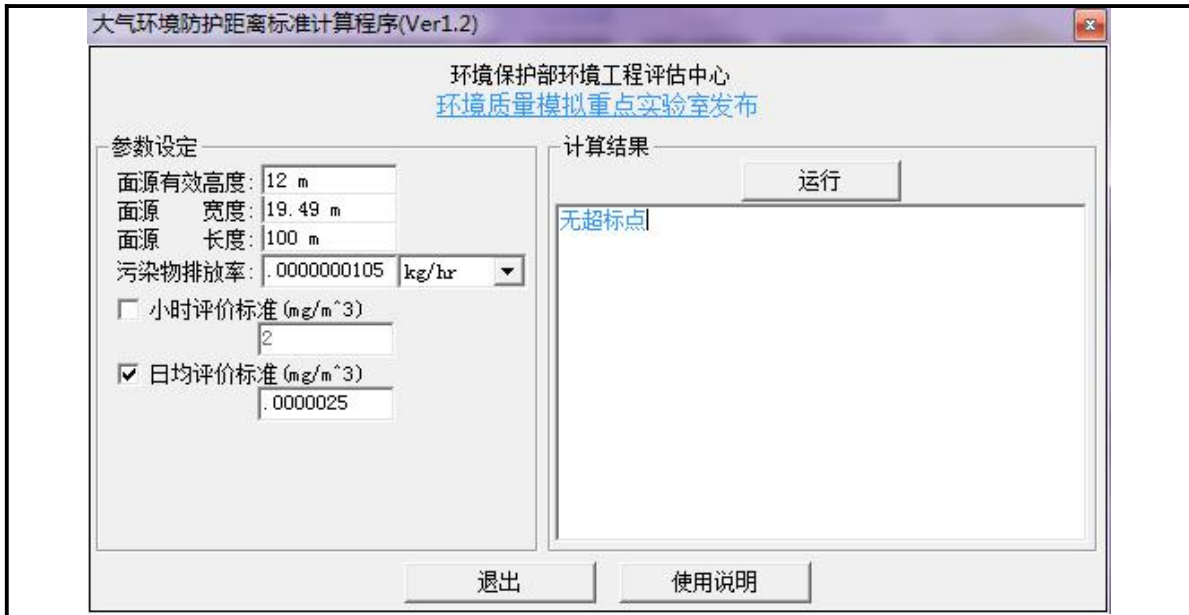 大气环境防护距离标准计算程序(Ver1.2)
环境保护部环境工程评估中心
环境质量模拟重点实验室发布
参数设定
面源有效高度: 12 m
面源 宽度: 19.49 m
面源 长度: 100 m
污染物排放率: .0000000105 kg/hr
小时评价标准(mg/m^3)
2
日均评价标准(mg/m^3)
.0000025
计算结果
运行
无超标点
退出
使用说明